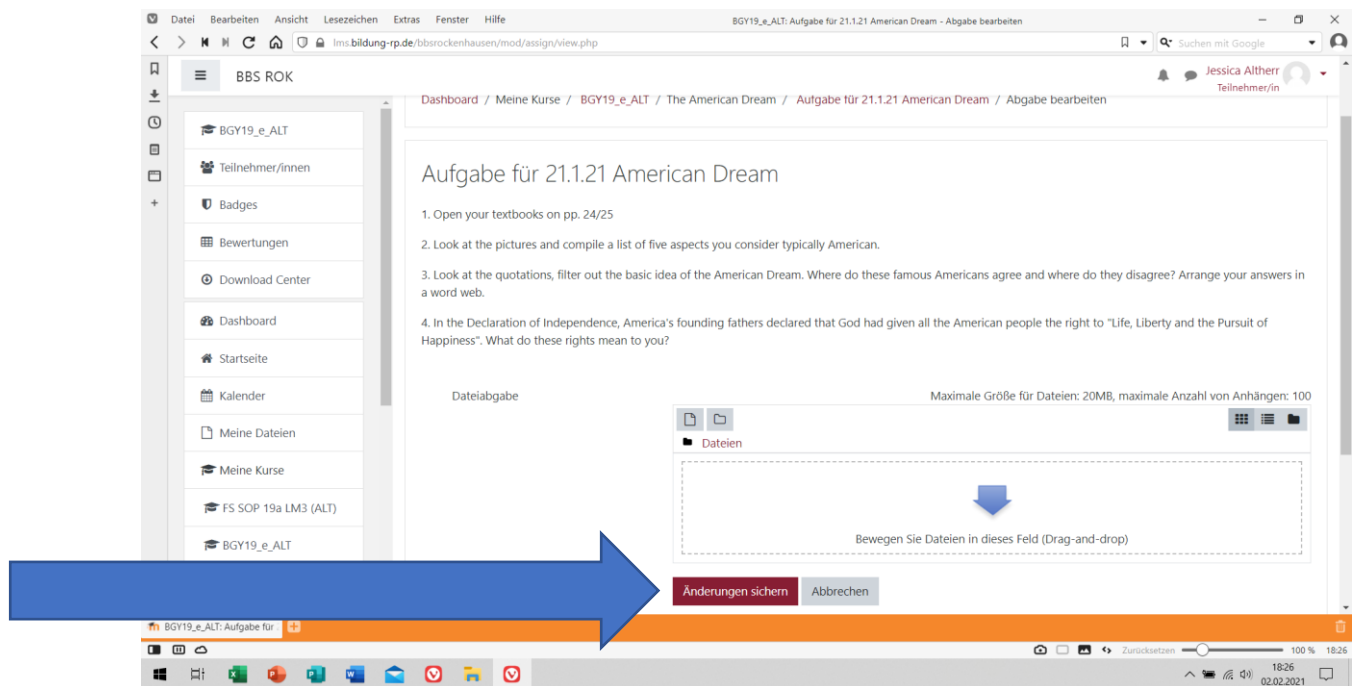 Datei Bearbeiten Ansicht Lesezeichen Extras Fenster Hilfe
BGY19_e_ALT: Aufgabe für 21.1.21 American Dream - Abgabe bearbeiten
lms.bildung-rp.de/bbsrockenhausen/mod/assign/view.php
Suchen mit Google
BBS ROK
Jessica Altherr
Teilnehmer/in
Dashboard / Meine Kurse / BGY19_e_ALT / The American Dream / Aufgabe für 21.1.21 American Dream / Abgabe bearbeiten
BGY19_e_ALT
Teilnehmer/innen
Badges
Bewertungen
Download Center
Dashboard
Startseite
Kalender
Meine Dateien
Meine Kurse
FS SOP 19a LM3 (ALT)
BGY19_e_ALT
Aufgabe für 21.1.21 American Dream
1. Open your textbooks on pp. 24/25
2. Look at the pictures and compile a list of five aspects you consider typically American.
3. Look at the quotations, filter out the basic idea of the American Dream. Where do these famous Americans agree and where do they disagree? Arrange your answers in
a word web.
4. In the Declaration of Independence, America's founding fathers declared that God had given all the American people the right to "Life, Liberty and the Pursuit of
Happiness". What do these rights mean to you?
Dateiabgabe
Maximale Größe für Dateien: 20MB, maximale Anzahl von Anhängen: 100
Dateien
Bewegen Sie Dateien in dieses Feld (Drag-and-drop)
Änderungen sichern Abbrechen
BGY19_e_ALT: Aufgabe für
Zurücksetzen 100 % 18:26
18:26
02.02.2021